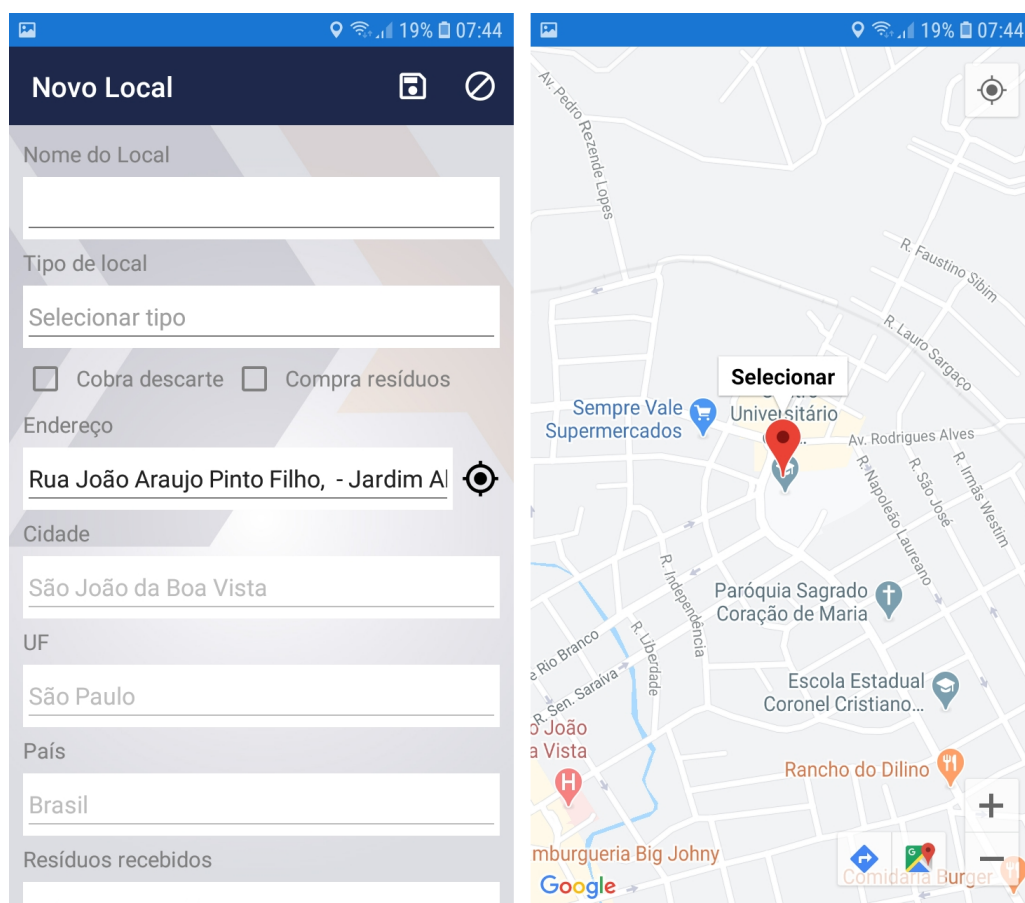 19% 07:44
Novo Local
Nome do Local
Tipo de local
Selecionar tipo
Cobra descarte Compra resíduos
Endereço
Rua João Araujo Pinto Filho, - Jardim Al
Cidade
São João da Boa Vista
UF
São Paulo
País
Brasil
Resíduos recebidos
19% 07:44
Av. Pedro Rezende Lopes
R. Faustino Sibim
R. Lauro Sargaço
Selecionar
Sempre Vale
Supermercados
Universitário
Av. Rodrigues Alves
R. Napoleão Laureano
R. São José
R. Irmãs Westim
R. Independência
Paróquia Sagrado
Coração de Maria
R. Liberdade
e Rio Branco
R. Sen. Saraiva
Escola Estadual
Coronel Cristiano...
o João
a Vista
H
Rancho do Dilino
mburgueria Big Johny
Google
Comidaria Burger